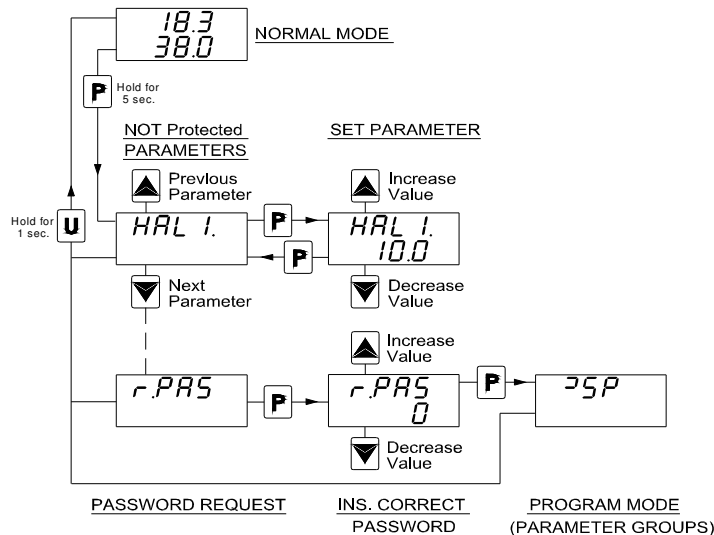 18.3
38.0
NORMAL MODE
P
Hold for
5 sec.
NOT Protected
PARAMETERS
SET PARAMETER
Previous
Parameter
Increase
Value
Hold for
1 sec.
U
HAL 1.
P
HAL 1.
10.0
P
Next
Parameter
Decrease
Value
Increase
Value
r.PAS
P
r.PAS
0
P
כSP
Decrease
Value
PASSWORD REQUEST
INS. CORRECT
PASSWORD
PROGRAM MODE
(PARAMETER GROUPS)